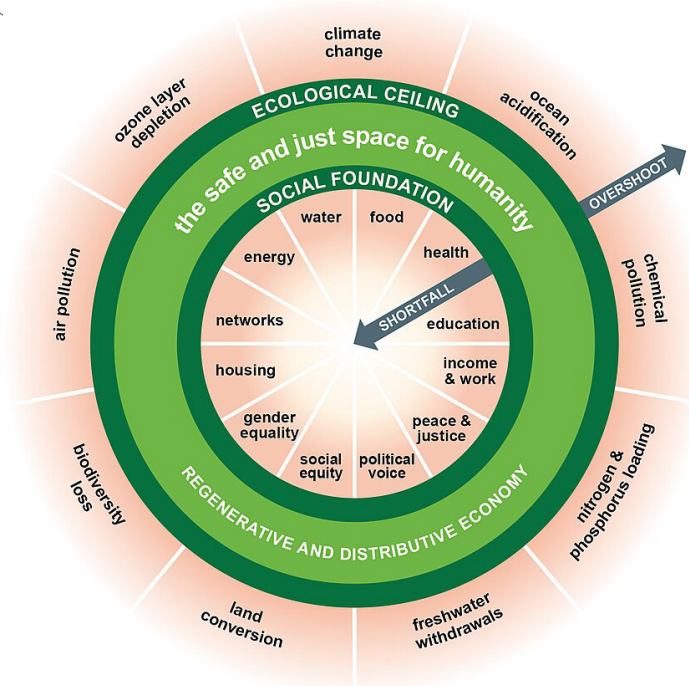 climate
change
ocean
acidification
chemical
pollution
nitrogen &
phosphorus loading
freshwater
withdrawals
land
conversion
biodiversity
loss
air pollution
ozone layer
depletion
OVERSHOOT
ECOLOGICAL CEILING
the safe and just space for humanity
SOCIAL FOUNDATION
water
food
health
SHORTFALL
education
income
& work
peace &
justice
political
voice
social
equity
gender
equality
housing
networks
energy
REGENERATIVE AND DISTRIBUTIVE ECONOMY